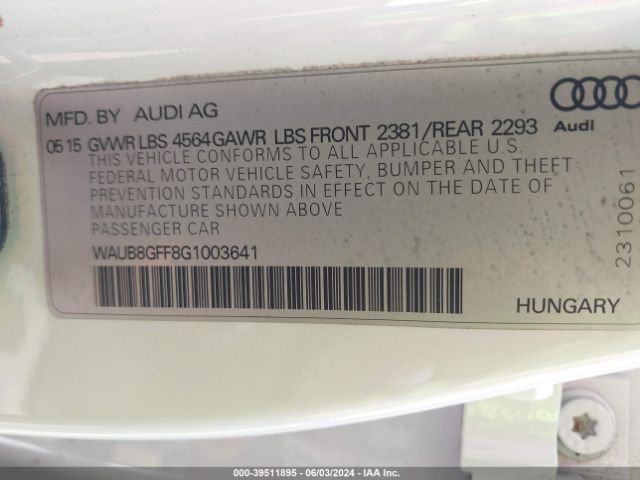 MFD. BY AUDI AG
05 15 GVWR LBS 4564 GAWR LBS FRONT 2381/REAR 2293
THIS VEHICLE CONFORMS TO ALL APPLICABLE U.S.
FEDERAL MOTOR VEHICLE SAFETY, BUMPER AND THEFT
PREVENTION STANDARDS IN EFFECT ON THE DATE OF
MANUFACTURE SHOWN ABOVE
PASSENGER CAR
WAUB8GFF8G1003641
Audi
2310061
HUNGARY
00-39511895 - 06/03/2024 - IAA Inc.